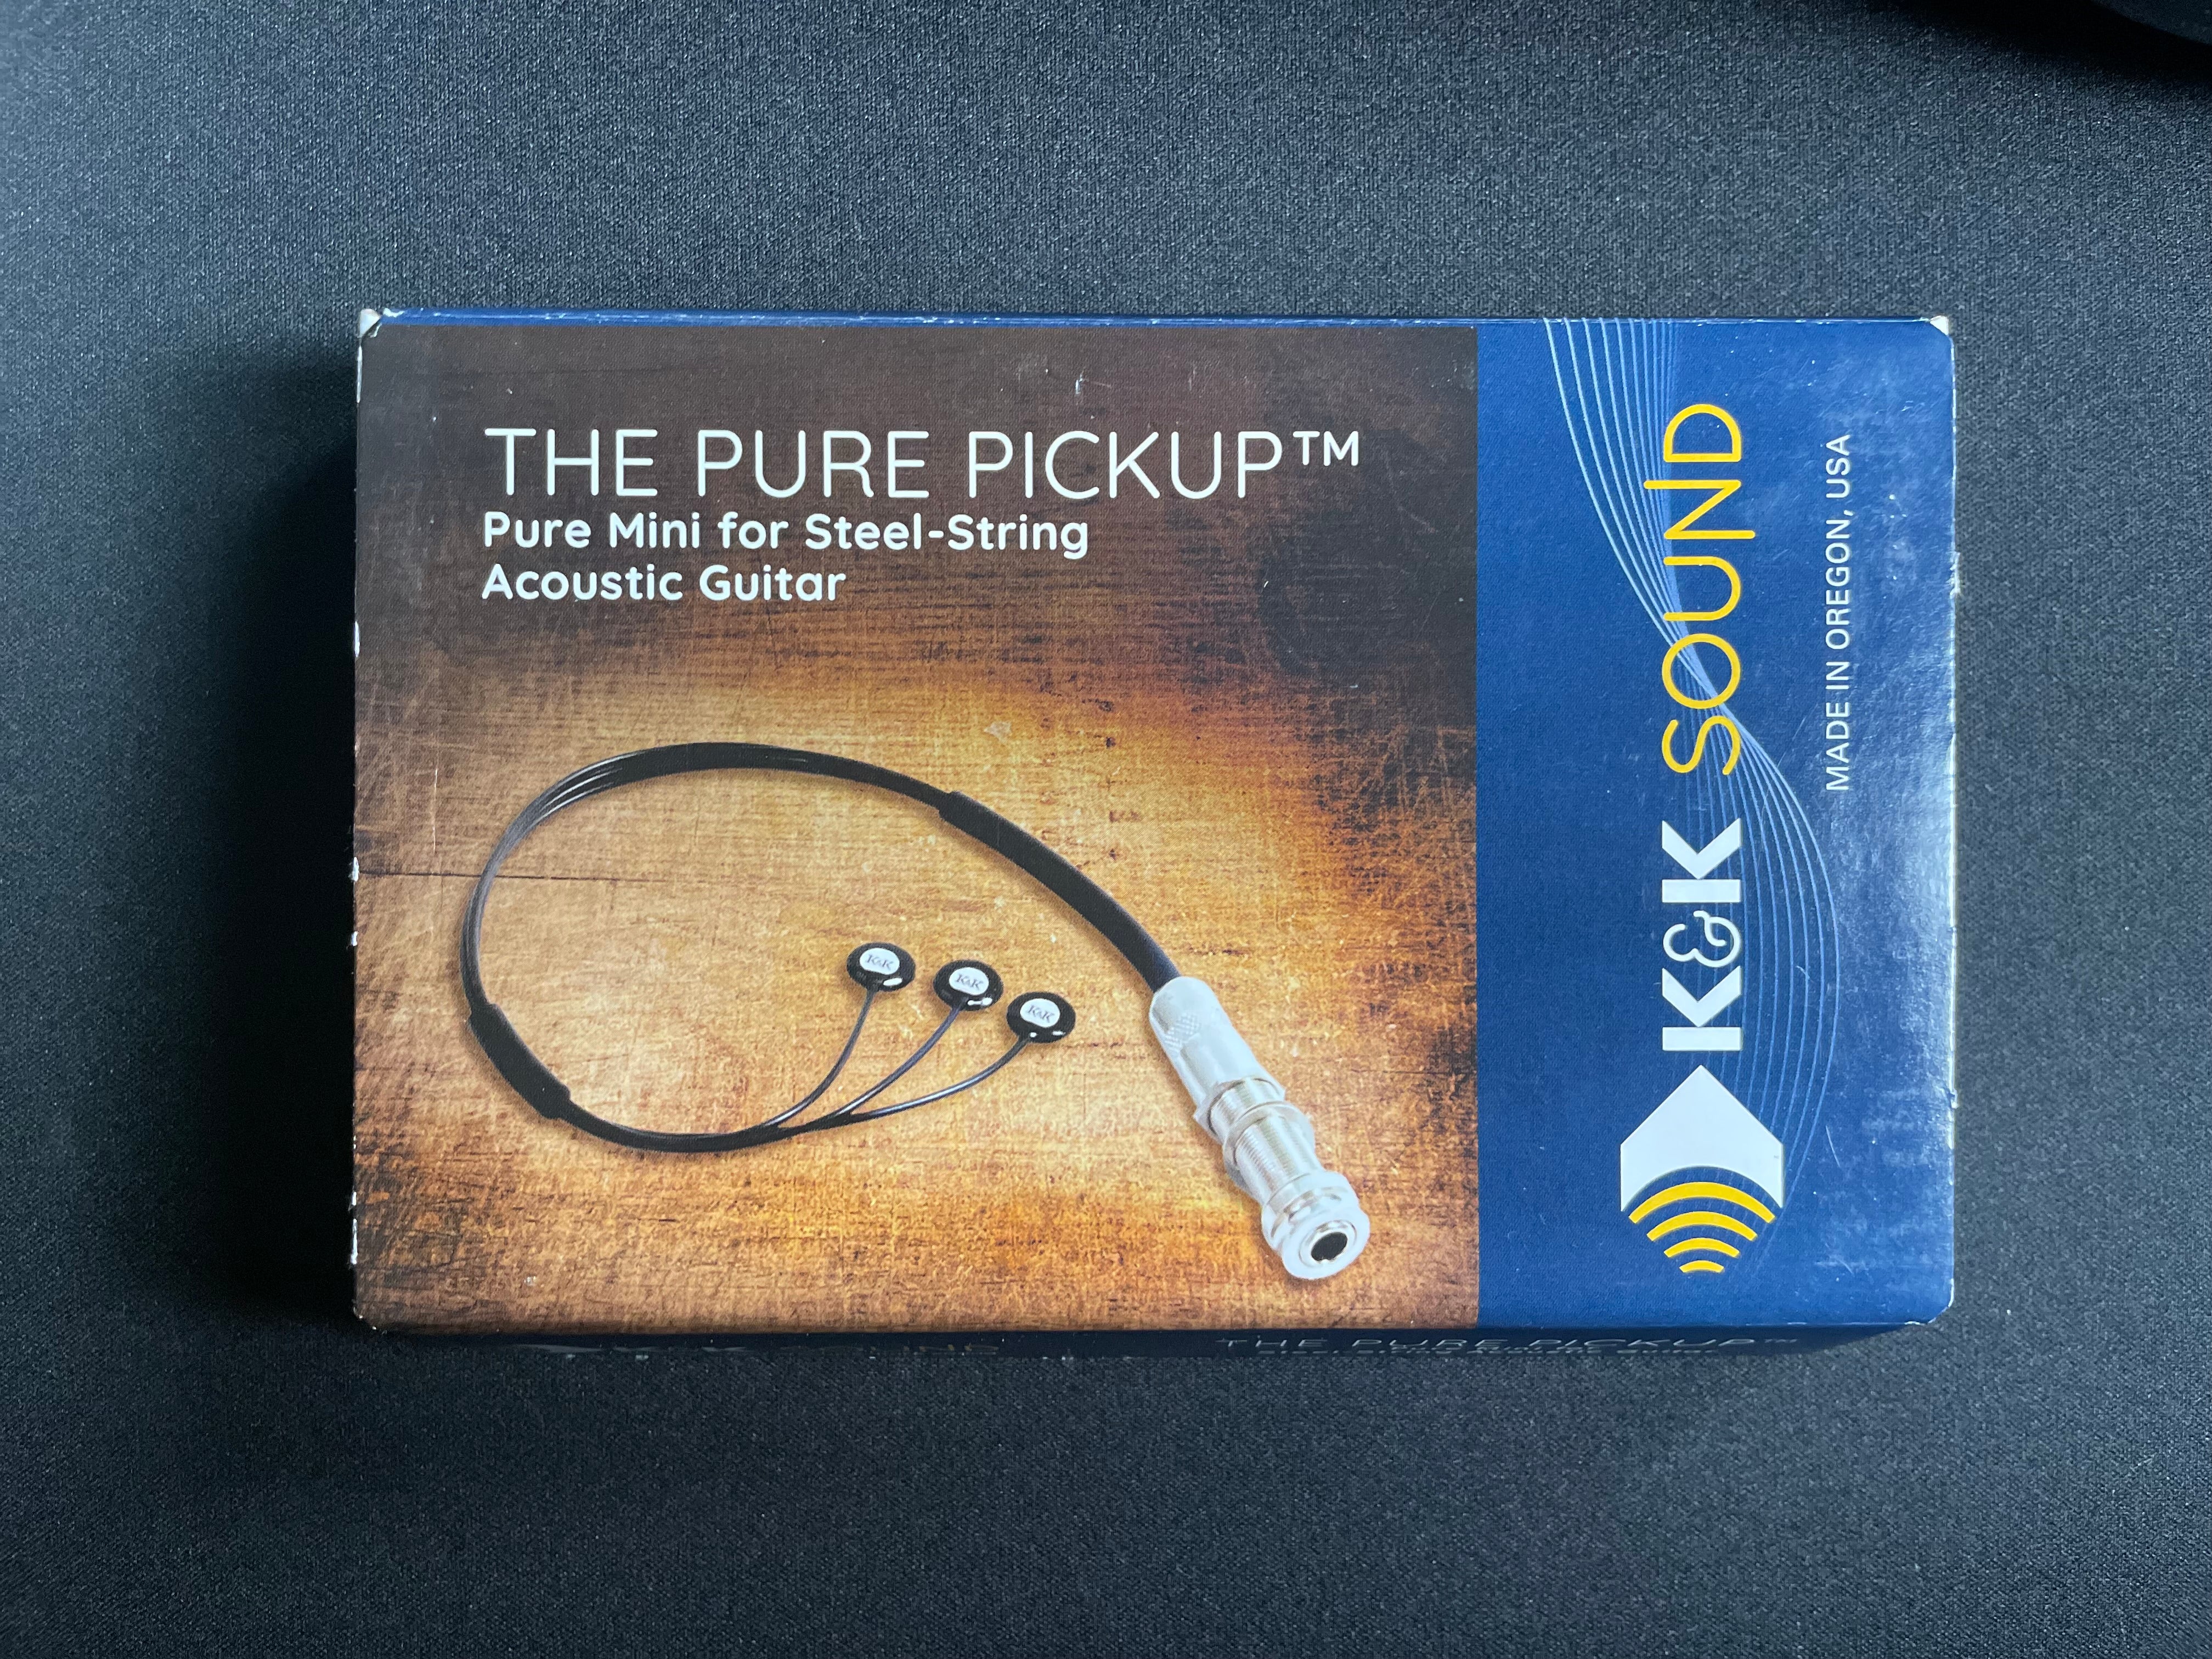 THE PURE PICKUP™
Pure Mini for Steel-String
Acoustic Guitar
K&K
K&K
K&K
K&K SOUND
MADE IN OREGON, USA
THE PURE PICKUP™